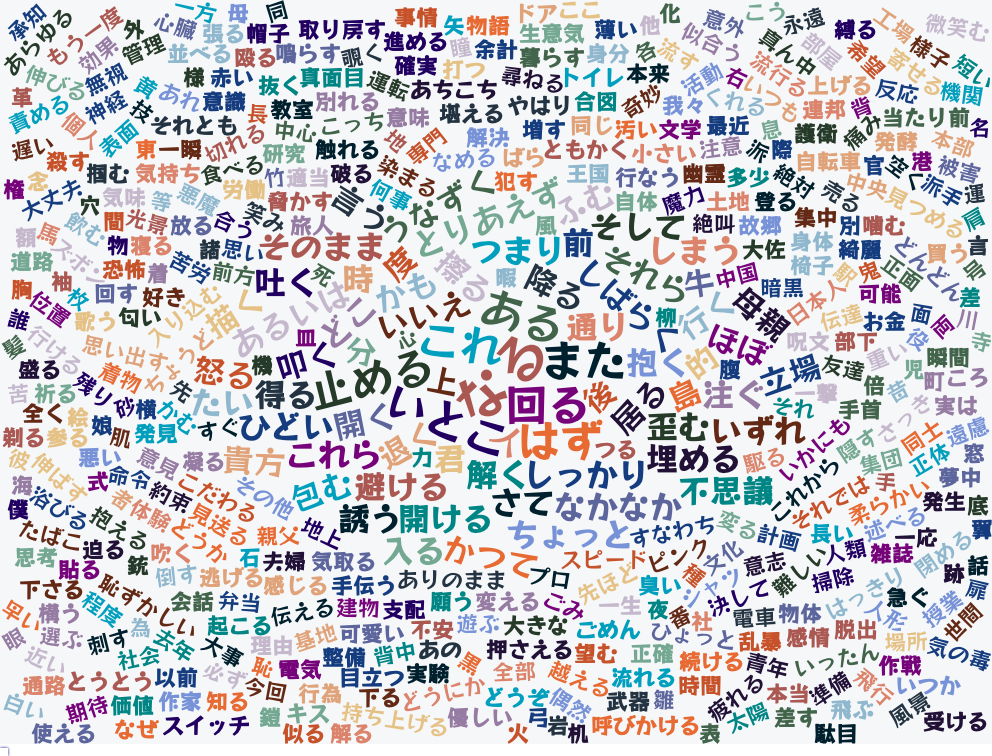 承知
あらゆる
もう一度
効果
外
管理
心臓
一方
母
同
張る
帽子
取り戻す
事情
矢
物語
ドア
ここ
生意気
薄い
他
化
意外
こう
永遠
縛る
工場
微笑む
並べる
殴る
鳴らす
覗く
進める
瞳
余計
暮らす
身分
各
流す
似合う
真ん中
部屋
希望
様子
寄せる
短い
伸びる
無視
黄
様
赤い
抜く
真面目
確実
打つ
運転
あちこち
尋ねる
トイレ
本来
活動
右
流行る
上げる
反応
機関
革
責める
神経
技
あれ
意識
長
教室
別れる
意味
堪える
やはり
合図
奇妙
我々
くれる
いつも
連邦
背
当たり前
名
個人
表面
それとも
切れる
中心
こっち
地
専門
解決
増す
同じ
汚い
文学
最近
息
護衛
痛み
発酵
本部
遅い
殺す
東
一瞬
研究
触れる
なめる
ばら
ともかく
小さい
注意
派
際
自転車
官
空く
港
被害
権
念
掴む
気持ち
食べる
竹
適当
破る
染まる
く
犯す
王国
行なう
幽霊
多少
絶対
売る
中央
見つめる
派手
運
大丈夫
穴
気味
等
悪魔
労働
脅かす
言う
何事
うなずく
とりあえず
風
ふむ
自体
魔力
土地
登る
集中
別
噛む
肩
額
馬
飲む
間
光景
放る
合う
笑み
旅人
そして
絶叫
故郷
大佐
身体
綺麗
どんどん
買う
言
道路
スポンジ
物
寝る
諸
思い
そのまま
度
つまり
前
それら
しまう
椅子
駅
鬼
正面
島
胸
袖
恐怖
着
苦労
前方
吐く
死
時
擦る
暇
降る
しばらく
牛
中国
暗黒
日本人
可能
差
位置
枚
回す
好き
入り込む
描く
あるいは
かも
いいえ
ある
通り
柳
行く
母親
伝達
お金
面
両
川
誰
歌う
匂い
皿
どこ
心
これ
また
抱く
的
ほぼ
呪文
部下
役
寺
行ける
思い出す
ちょうど
怒る
機
叩く
分
止める
上
なる
回る
腹
立場
友達
重い
児
瞬間
盛る
着物
先
得る
後
居る
島
注ぐ
それ
撃
倍
昔
町
ころ
苦
祈る
残り
砂
横
かむ
たい
いとこ
はず
歪む
いずれ
手首
さっき
実は
全く
絵
娘
肌
発見
すぐ
ひどい
開く
退く
イ
つる
埋める
駆る
いかにも
隠す
同士
遠慮
剃る
参る
悪い
意見
凝る
貴方
これら
力
君
解く
しっかり
不思議
これから
集団
正体
窓
彼
伸ばす
式
命令
約束
こだわる
その他
包む
避ける
さて
なかなか
それでは
手
柔らかい
夢中
海
浴びる
者
体験
見送る
誘う
開ける
ちょっと
すなわち
変る
計画
長い
述べる
発生
底
僕
たばこ
抱える
どうか
親父
地上
入る
かつて
スピード
ピンク
文化
意志
難しい
人類
一応
閉める
翼
思考
迫る
銃
吹く
石
夫婦
気取る
種
シャツ
雑誌
跡
話
貼る
倒す
逃げる
感じる
手伝う
ありのまま
プロ
先ほど
臭い
決して
掃除
はっきり
急ぐ
扉
下さる
恥ずかしい
会話
弁当
伝える
建物
支配
願う
変える
ごみ
一生
夜
番
社
電車
物体
人
授業
世間
早い
構う
程度
為
起こる
理由
基地
可愛い
不安
遊ぶ
大きな
ごめん
ひょっと
乱暴
感情
脱出
場所
気の毒
眼
選ぶ
刺す
去年
大事
整備
背中
あの
押さえる
望む
正確
続ける
青年
いったん
作戦
近い
社会
必ず
恥
電気
目立つ
実験
黒
全部
越える
流れる
時間
疲れる
本当
準備
飛行
いつか
通路
とうとう
以前
今回
行為
下る
どうにか
どうぞ
偶然
武器
雛
白い
期待
価値
作家
知る
鎧
キス
持ち上げる
優しい
弓
岩
太陽
差す
飛ぶ
風景
受ける
使える
なぜ
スイッチ
似る
解る
火
机
呼びかける
表
駄目